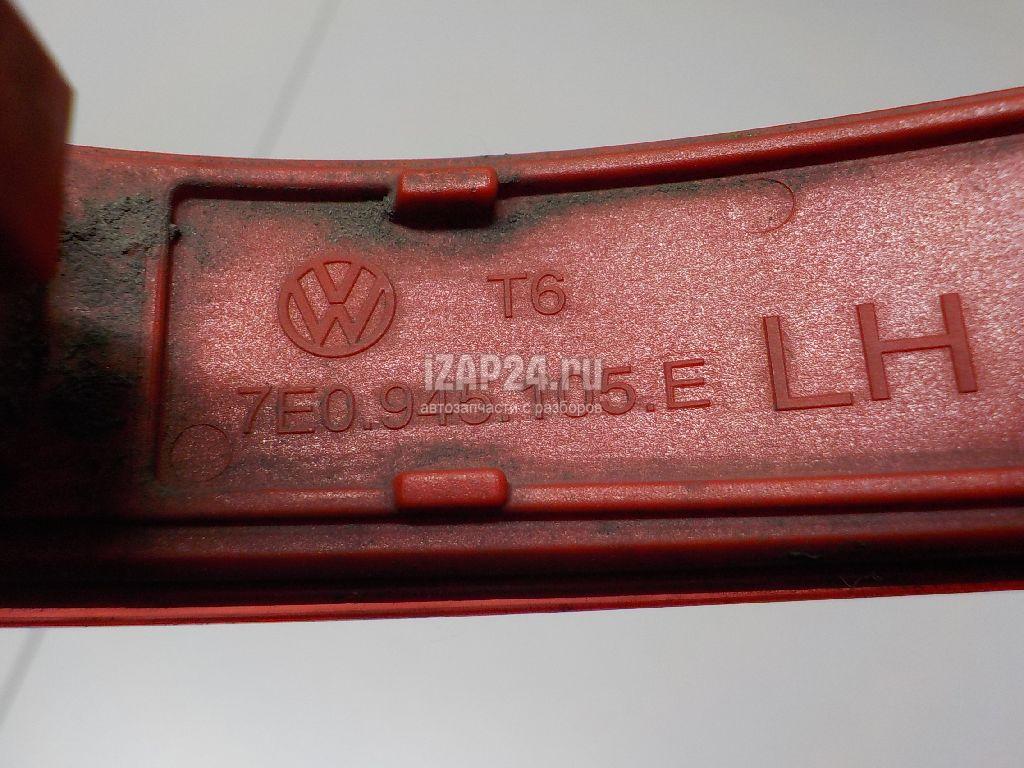 T6
iZAP24.ru
7E0.945.105.E
автозапчасти с разборов
LH